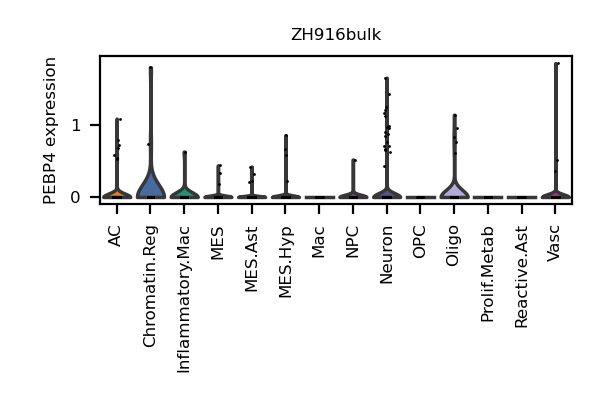 ZH916bulk
PEBP4 expression
1
0
AC
Chromatin.Reg
Inflammatory.Mac
MES
MES.Ast
MES.Hyp
Mac
NPC
Neuron
OPC
Oligo
Prolif.Metab
Reactive.Ast
Vasc